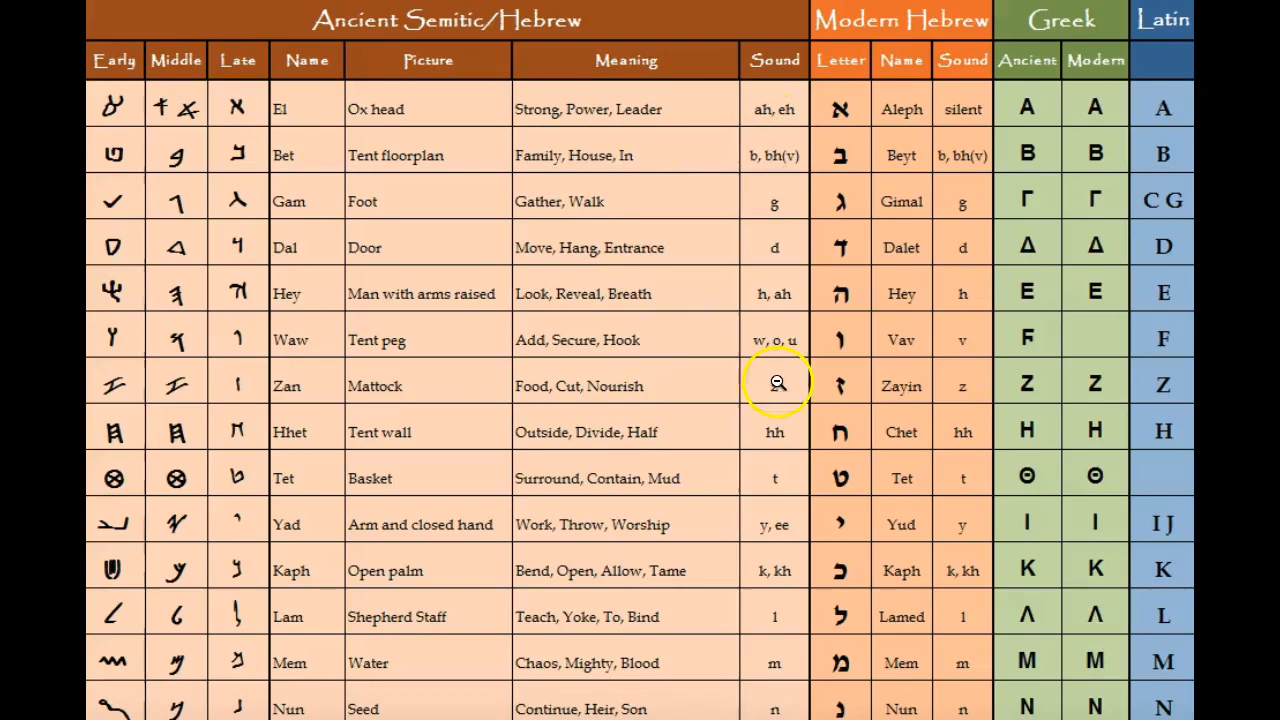 Ancient Semitic/Hebrew Modern Hebrew Greek Latin
Early Middle Late Name Picture Meaning Sound Letter Name Sound Ancient Modern
El Ox head Strong, Power, Leader ah, eh א Aleph silent Α Α A
Bet Tent floorplan Family, House, In b, bh(v) ב Beyt b, bh(v) Β Β B
Gam Foot Gather, Walk g ג Gimal g Γ Γ C G
Dal Door Move, Hang, Entrance d ד Dalet d Δ Δ D
Hey Man with arms raised Look, Reveal, Breath h, ah ה Hey h Ε Ε E
Waw Tent peg Add, Secure, Hook w, o, u ו Vav v F F
Zan Mattock Food, Cut, Nourish ז Zayin z Ζ Ζ Z
Hhet Tent wall Outside, Divide, Half hh ח Chet hh Η Η H
Tet Basket Surround, Contain, Mud t ט Tet t Θ Θ
Yad Arm and closed hand Work, Throw, Worship y, ee י Yud y Ι Ι I J
Kaph Open palm Bend, Open, Allow, Tame k, kh כ Kaph k, kh Κ Κ K
Lam Shepherd Staff Teach, Yoke, To, Bind l ל Lamed l Λ Λ L
Mem Water Chaos, Mighty, Blood m מ Mem m Μ Μ M
Nun Seed Continue, Heir, Son n נ Nun n Ν Ν N